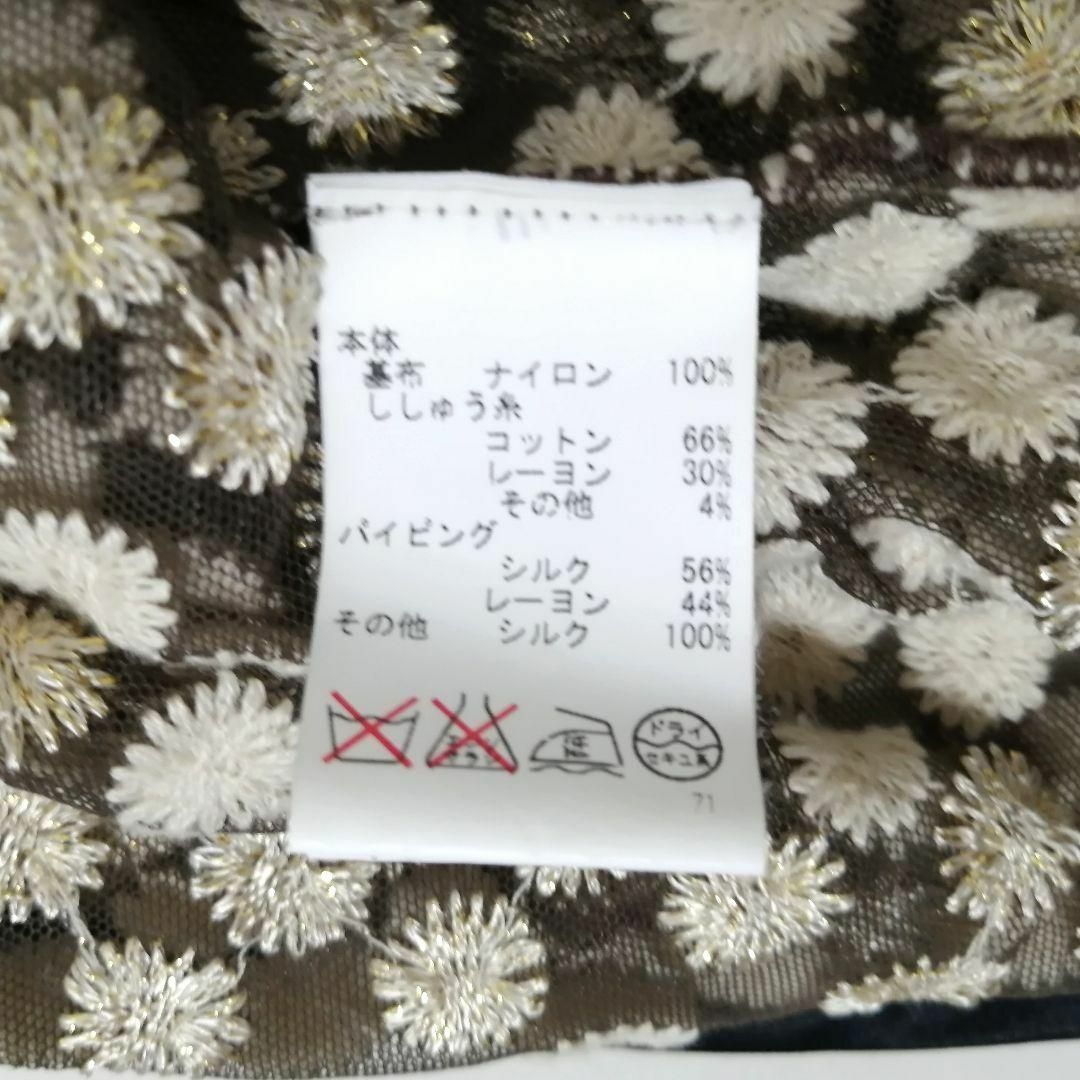 本体
基布 ナイロン 100%
ししゅう糸
コットン 66%
レーヨン 30%
その他 4%
パイピング
シルク 56%
レーヨン 44%
その他 シルク 100%
ドライ
セキユ系
71